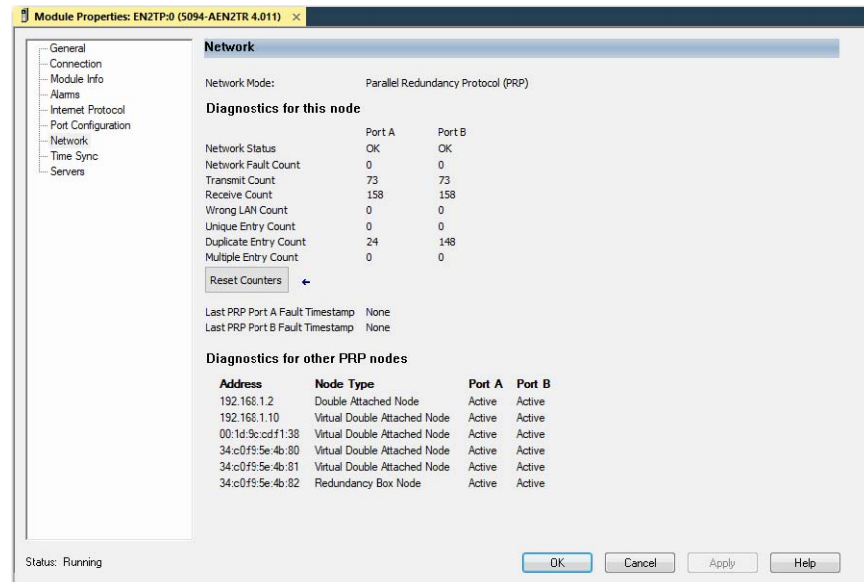 Module Properties: EN2TP:0 (5094-AEN2TR 4.011) ×
General
Connection
Module Info
Alarms
Internet Protocol
Port Configuration
Network
Time Sync
Servers
Network
Network Mode: Parallel Redundancy Protocol (PRP)
Diagnostics for this node
Port A Port B
Network Status OK OK
Network Fault Count 0 0
Transmit Count 73 73
Receive Count 158 158
Wrong LAN Count 0 0
Unique Entry Count 0 0
Duplicate Entry Count 24 148
Multiple Entry Count 0 0
Reset Counters ←
Last PRP Port A Fault Timestamp None
Last PRP Port B Fault Timestamp None
Diagnostics for other PRP nodes
Address Node Type Port A Port B
192.168.1.2 Double Attached Node Active Active
192.168.1.10 Virtual Double Attached Node Active Active
00:1d:9c:cd:f1:38 Virtual Double Attached Node Active Active
34:c0:f9:5e:4b:80 Virtual Double Attached Node Active Active
34:c0:f9:5e:4b:81 Virtual Double Attached Node Active Active
34:c0:f9:5e:4b:82 Redundancy Box Node Active Active
Status: Running
OK Cancel Apply Help